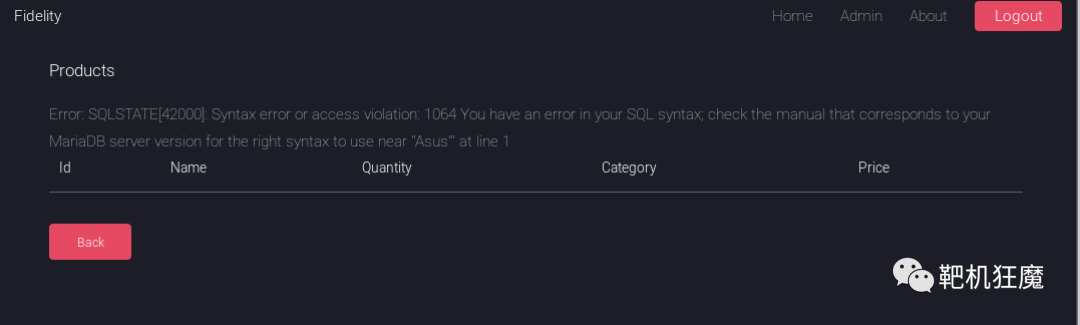 Fidelity Home Admin About Logout
Products
Error: SQLSTATE[42000]: Syntax error or access violation: 1064 You have an error in your SQL syntax; check the manual that corresponds to your
MariaDB server version for the right syntax to use near "Asus'" at line 1
Id Name Quantity Category Price
Back
靶机狂魔